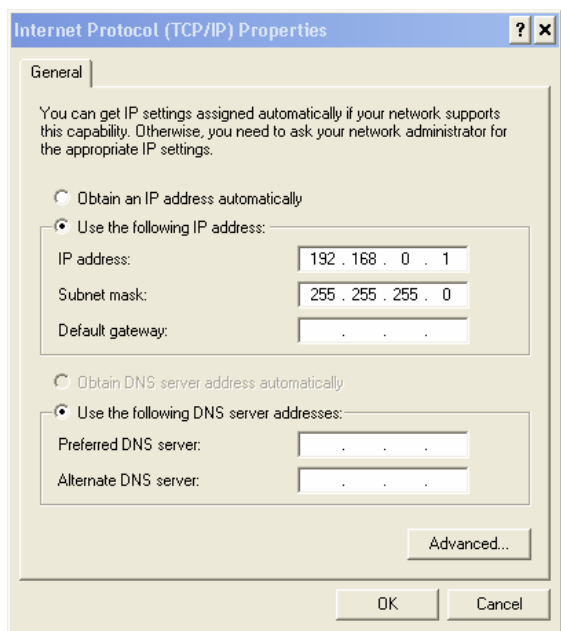 Internet Protocol (TCP/IP) Properties
General
You can get IP settings assigned automatically if your network supports
this capability. Otherwise, you need to ask your network administrator for
the appropriate IP settings.
Obtain an IP address automatically
Use the following IP address:
IP address: 192 . 168 . 0 . 1
Subnet mask: 255 . 255 . 255 . 0
Default gateway: . . .
Obtain DNS server address automatically
Use the following DNS server addresses:
Preferred DNS server: . . .
Alternate DNS server: . . .
Advanced...
OK Cancel